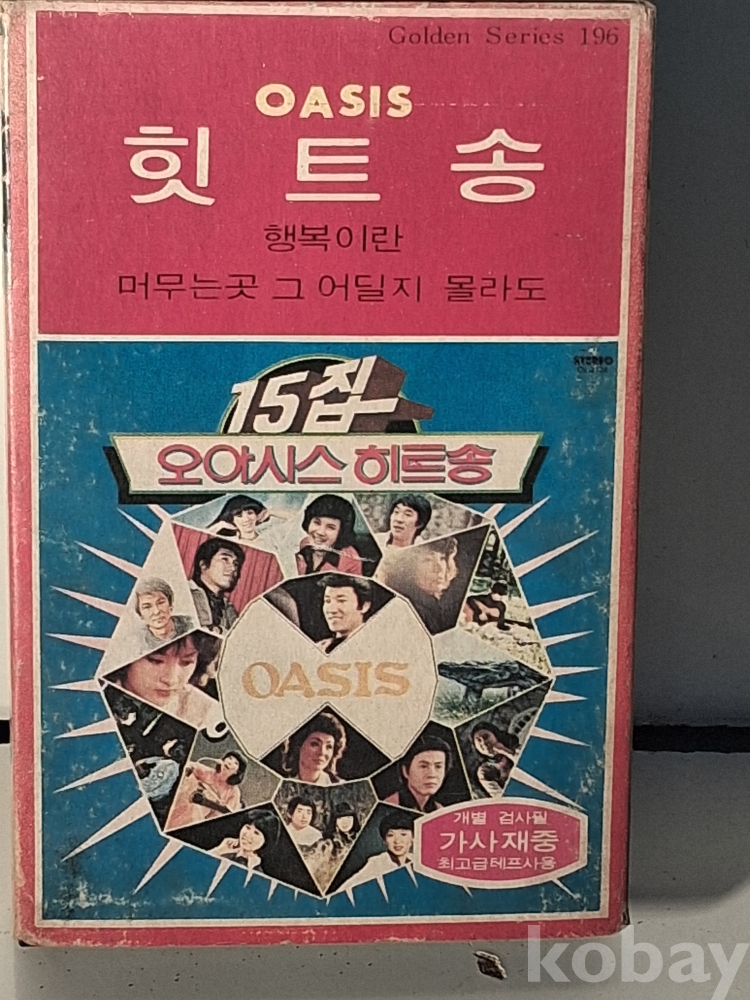 Golden Series 196
OASIS
힛트송
행복이란
머무는곳 그 어딜지 몰라도
STEREO
15집
오아시스 히트송
OASIS
개별 검사필
가사재중
최고급테프사용
kobay